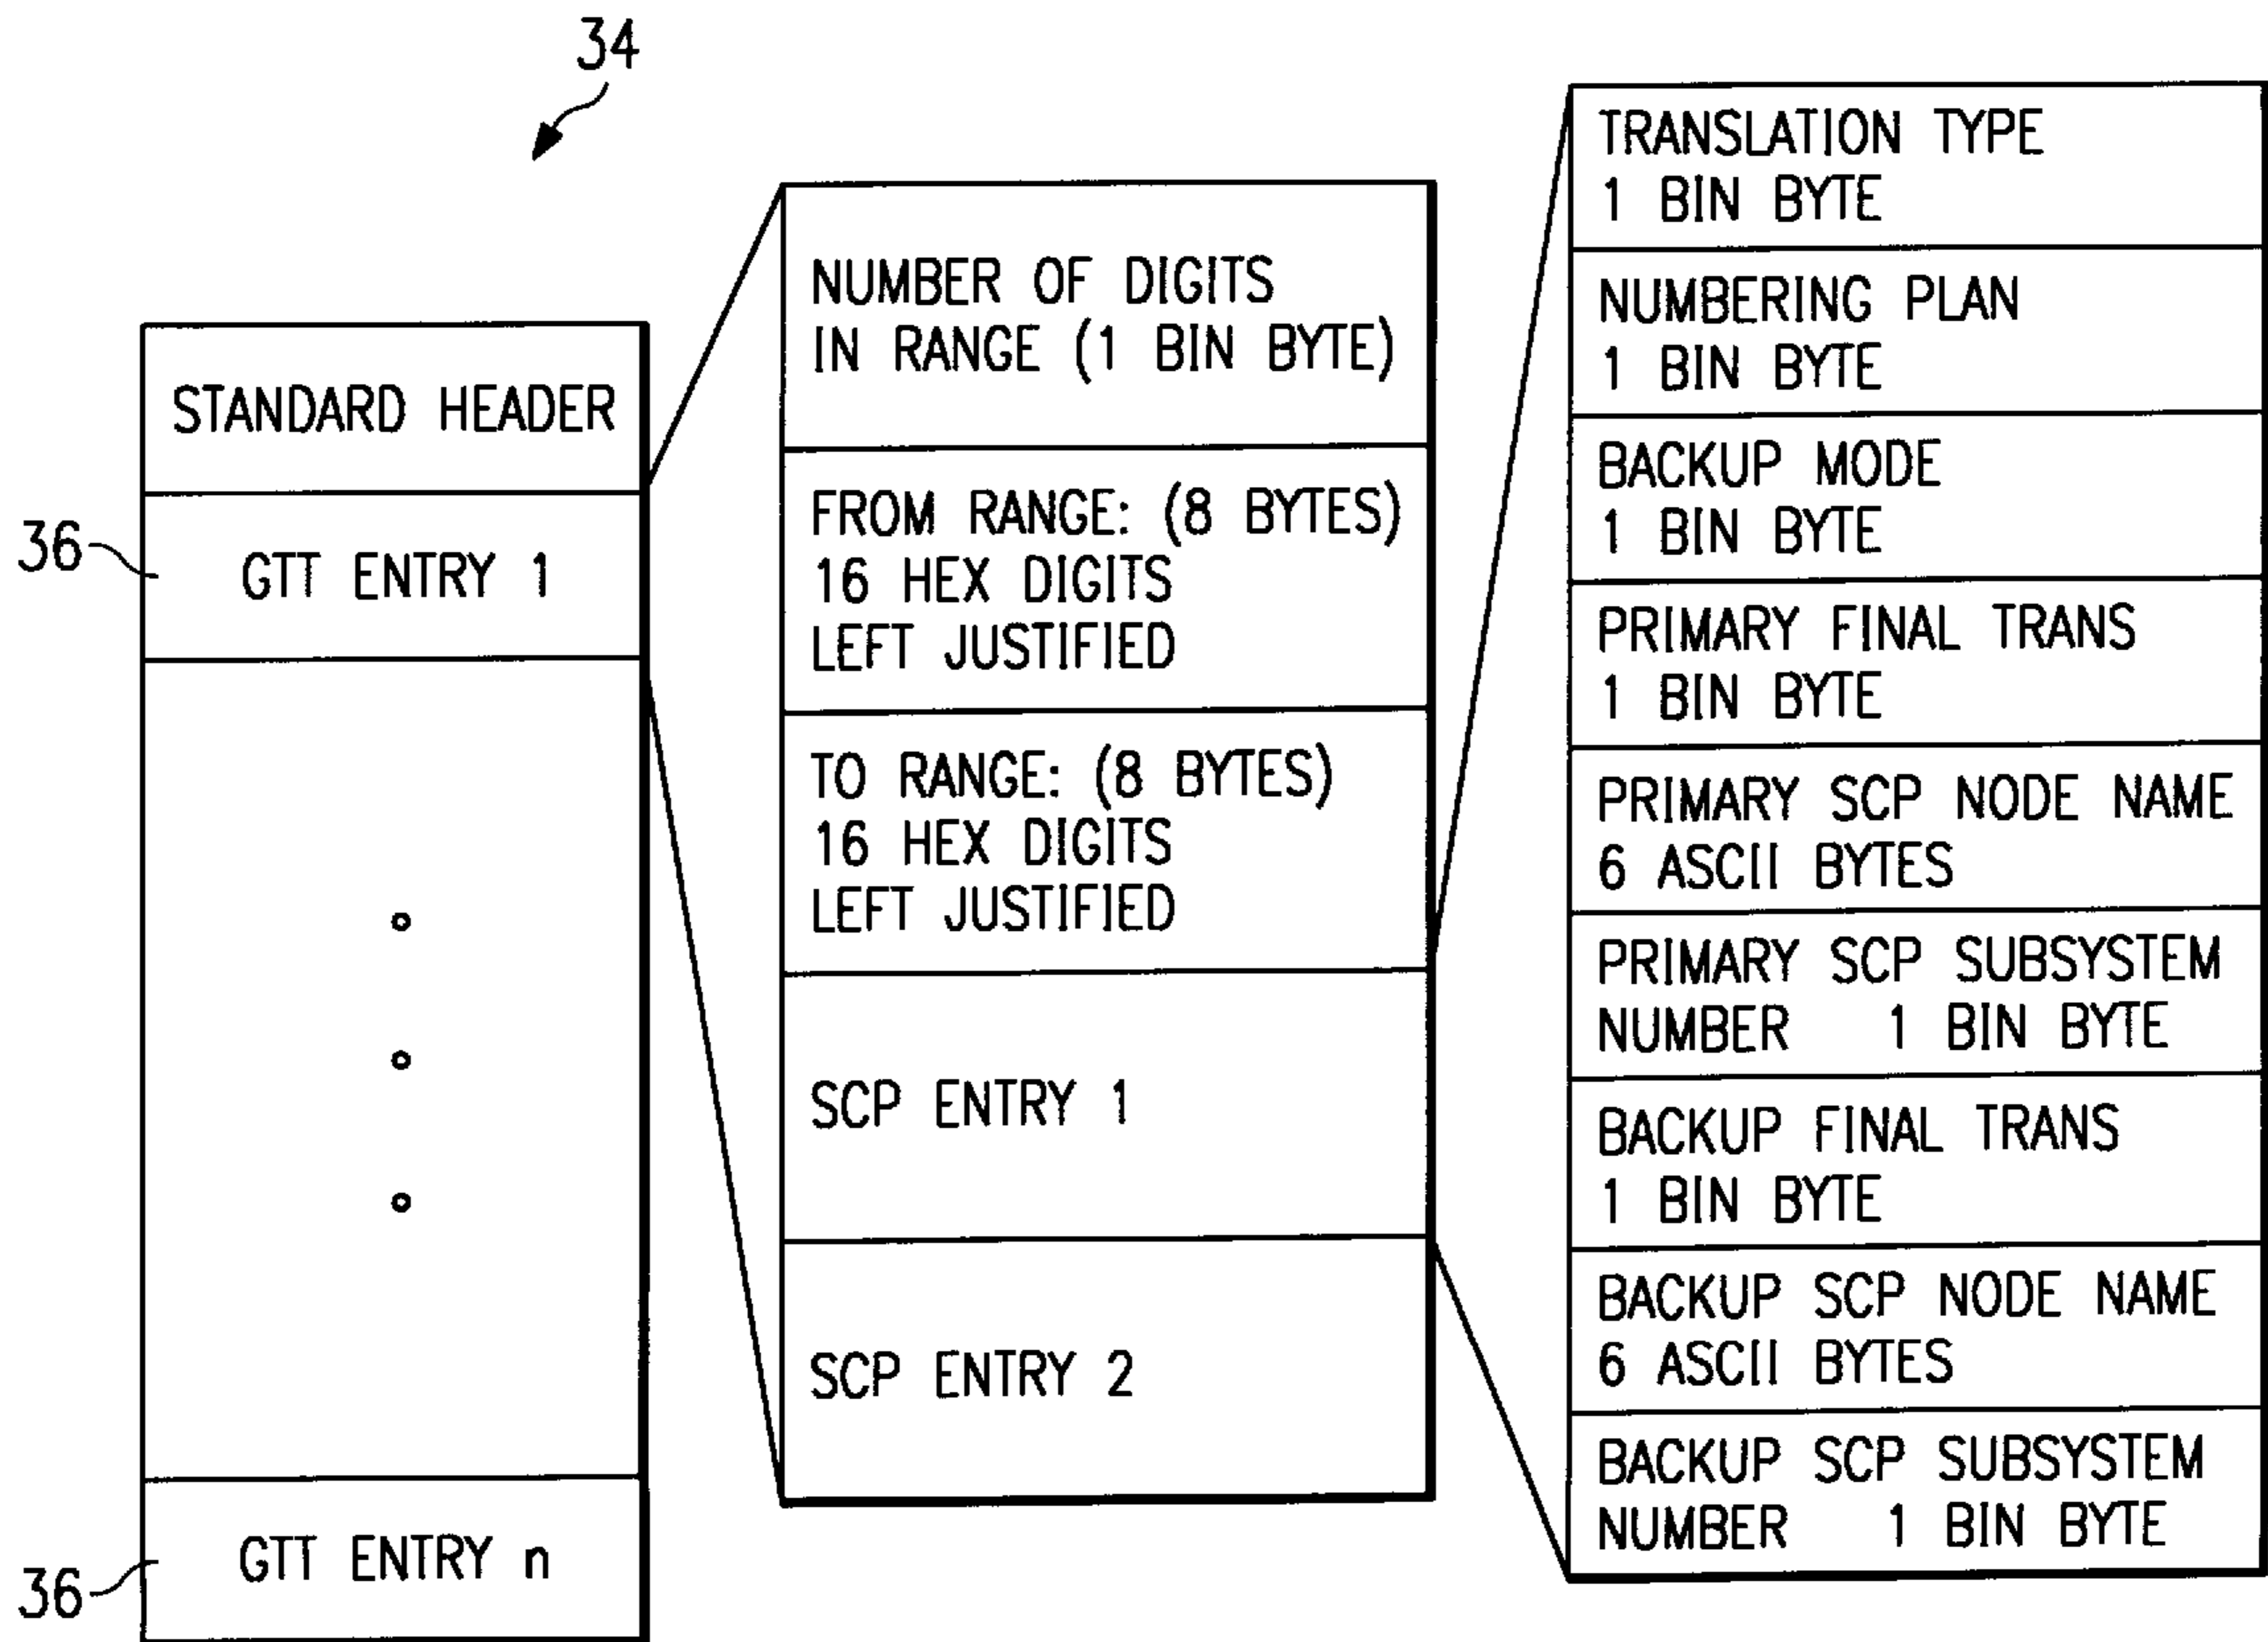 34
STANDARD HEADER
36
GTT ENTRY 1
36
GTT ENTRY n
NUMBER OF DIGITS
IN RANGE (1 BIN BYTE)
FROM RANGE: (8 BYTES)
16 HEX DIGITS
LEFT JUSTIFIED
TO RANGE: (8 BYTES)
16 HEX DIGITS
LEFT JUSTIFIED
SCP ENTRY 1
SCP ENTRY 2
TRANSLATION TYPE
1 BIN BYTE
NUMBERING PLAN
1 BIN BYTE
BACKUP MODE
1 BIN BYTE
PRIMARY FINAL TRANS
1 BIN BYTE
PRIMARY SCP NODE NAME
6 ASCII BYTES
PRIMARY SCP SUBSYSTEM
NUMBER 1 BIN BYTE
BACKUP FINAL TRANS
1 BIN BYTE
BACKUP SCP NODE NAME
6 ASCII BYTES
BACKUP SCP SUBSYSTEM
NUMBER 1 BIN BYTE